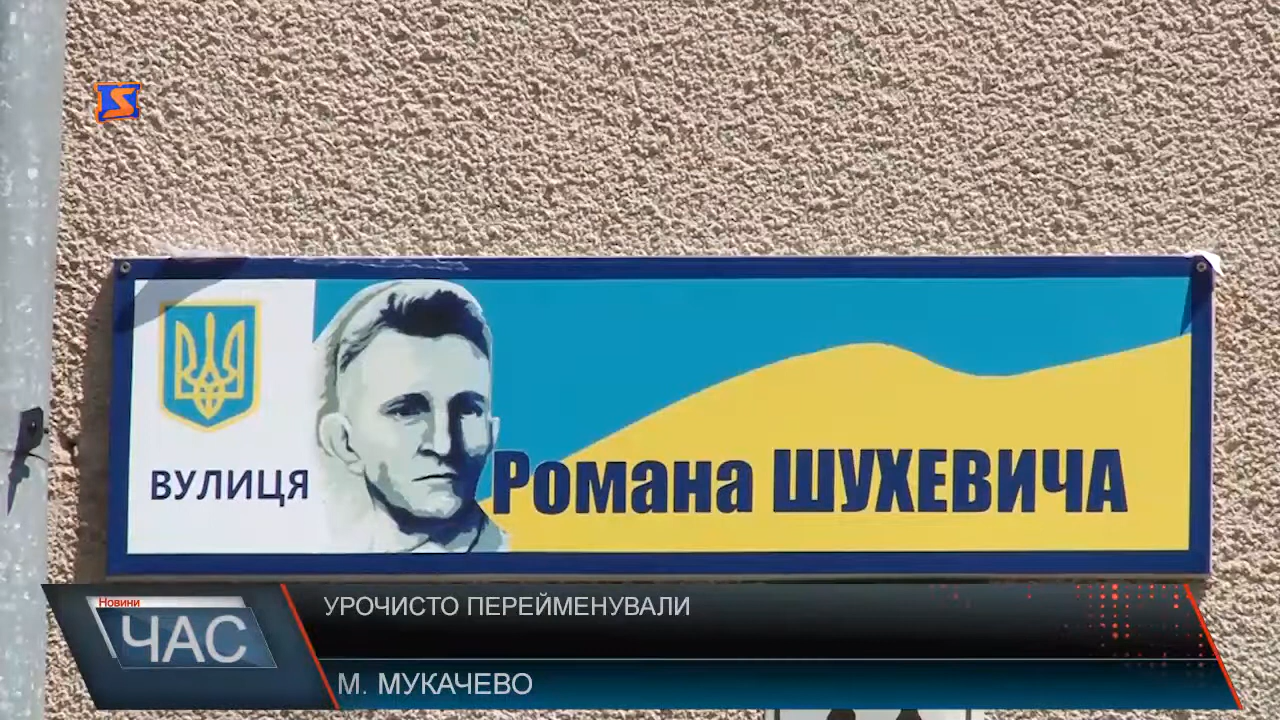 ВУЛИЦЯ
Романа ШУХЕВИЧА
Новини
ЧАС
УРОЧИСТО ПЕРЕЙМЕНУВАЛИ
М. МУКАЧЕВО